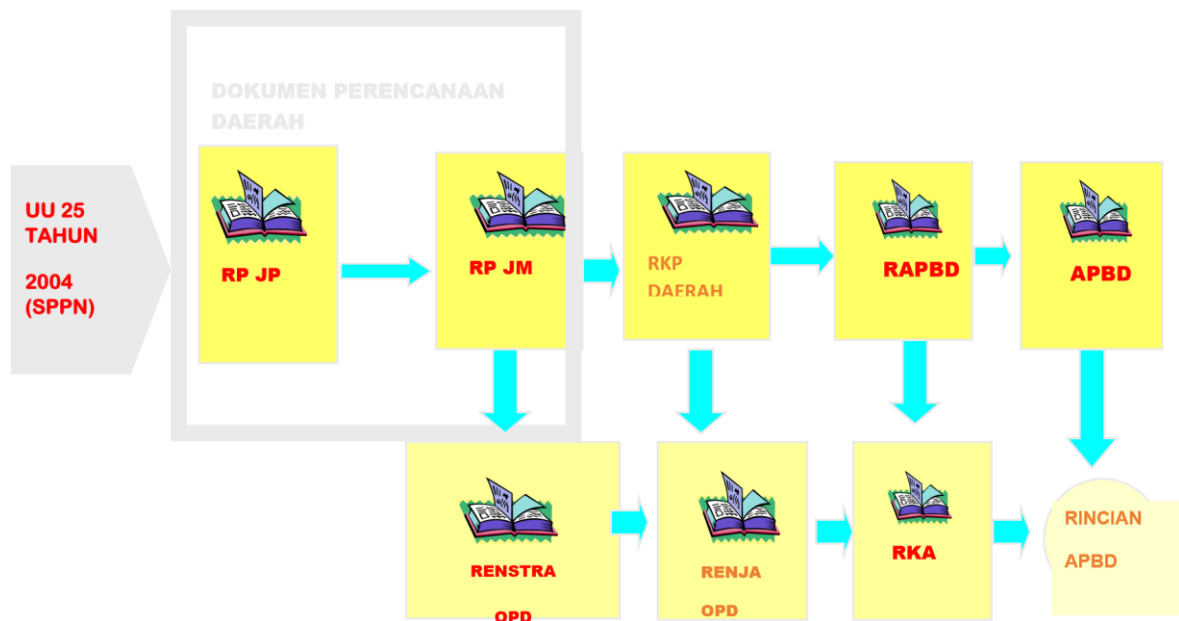 DOKUMEN PERENCANAAN
DAERAH
UU 25
TAHUN
2004
(SPPN)
RP JP
RP JM
RKP
DAERAH
RAPBD
APBD
RENSTRA
OPD
RENJA
OPD
RKA
RINCIAN
APBD